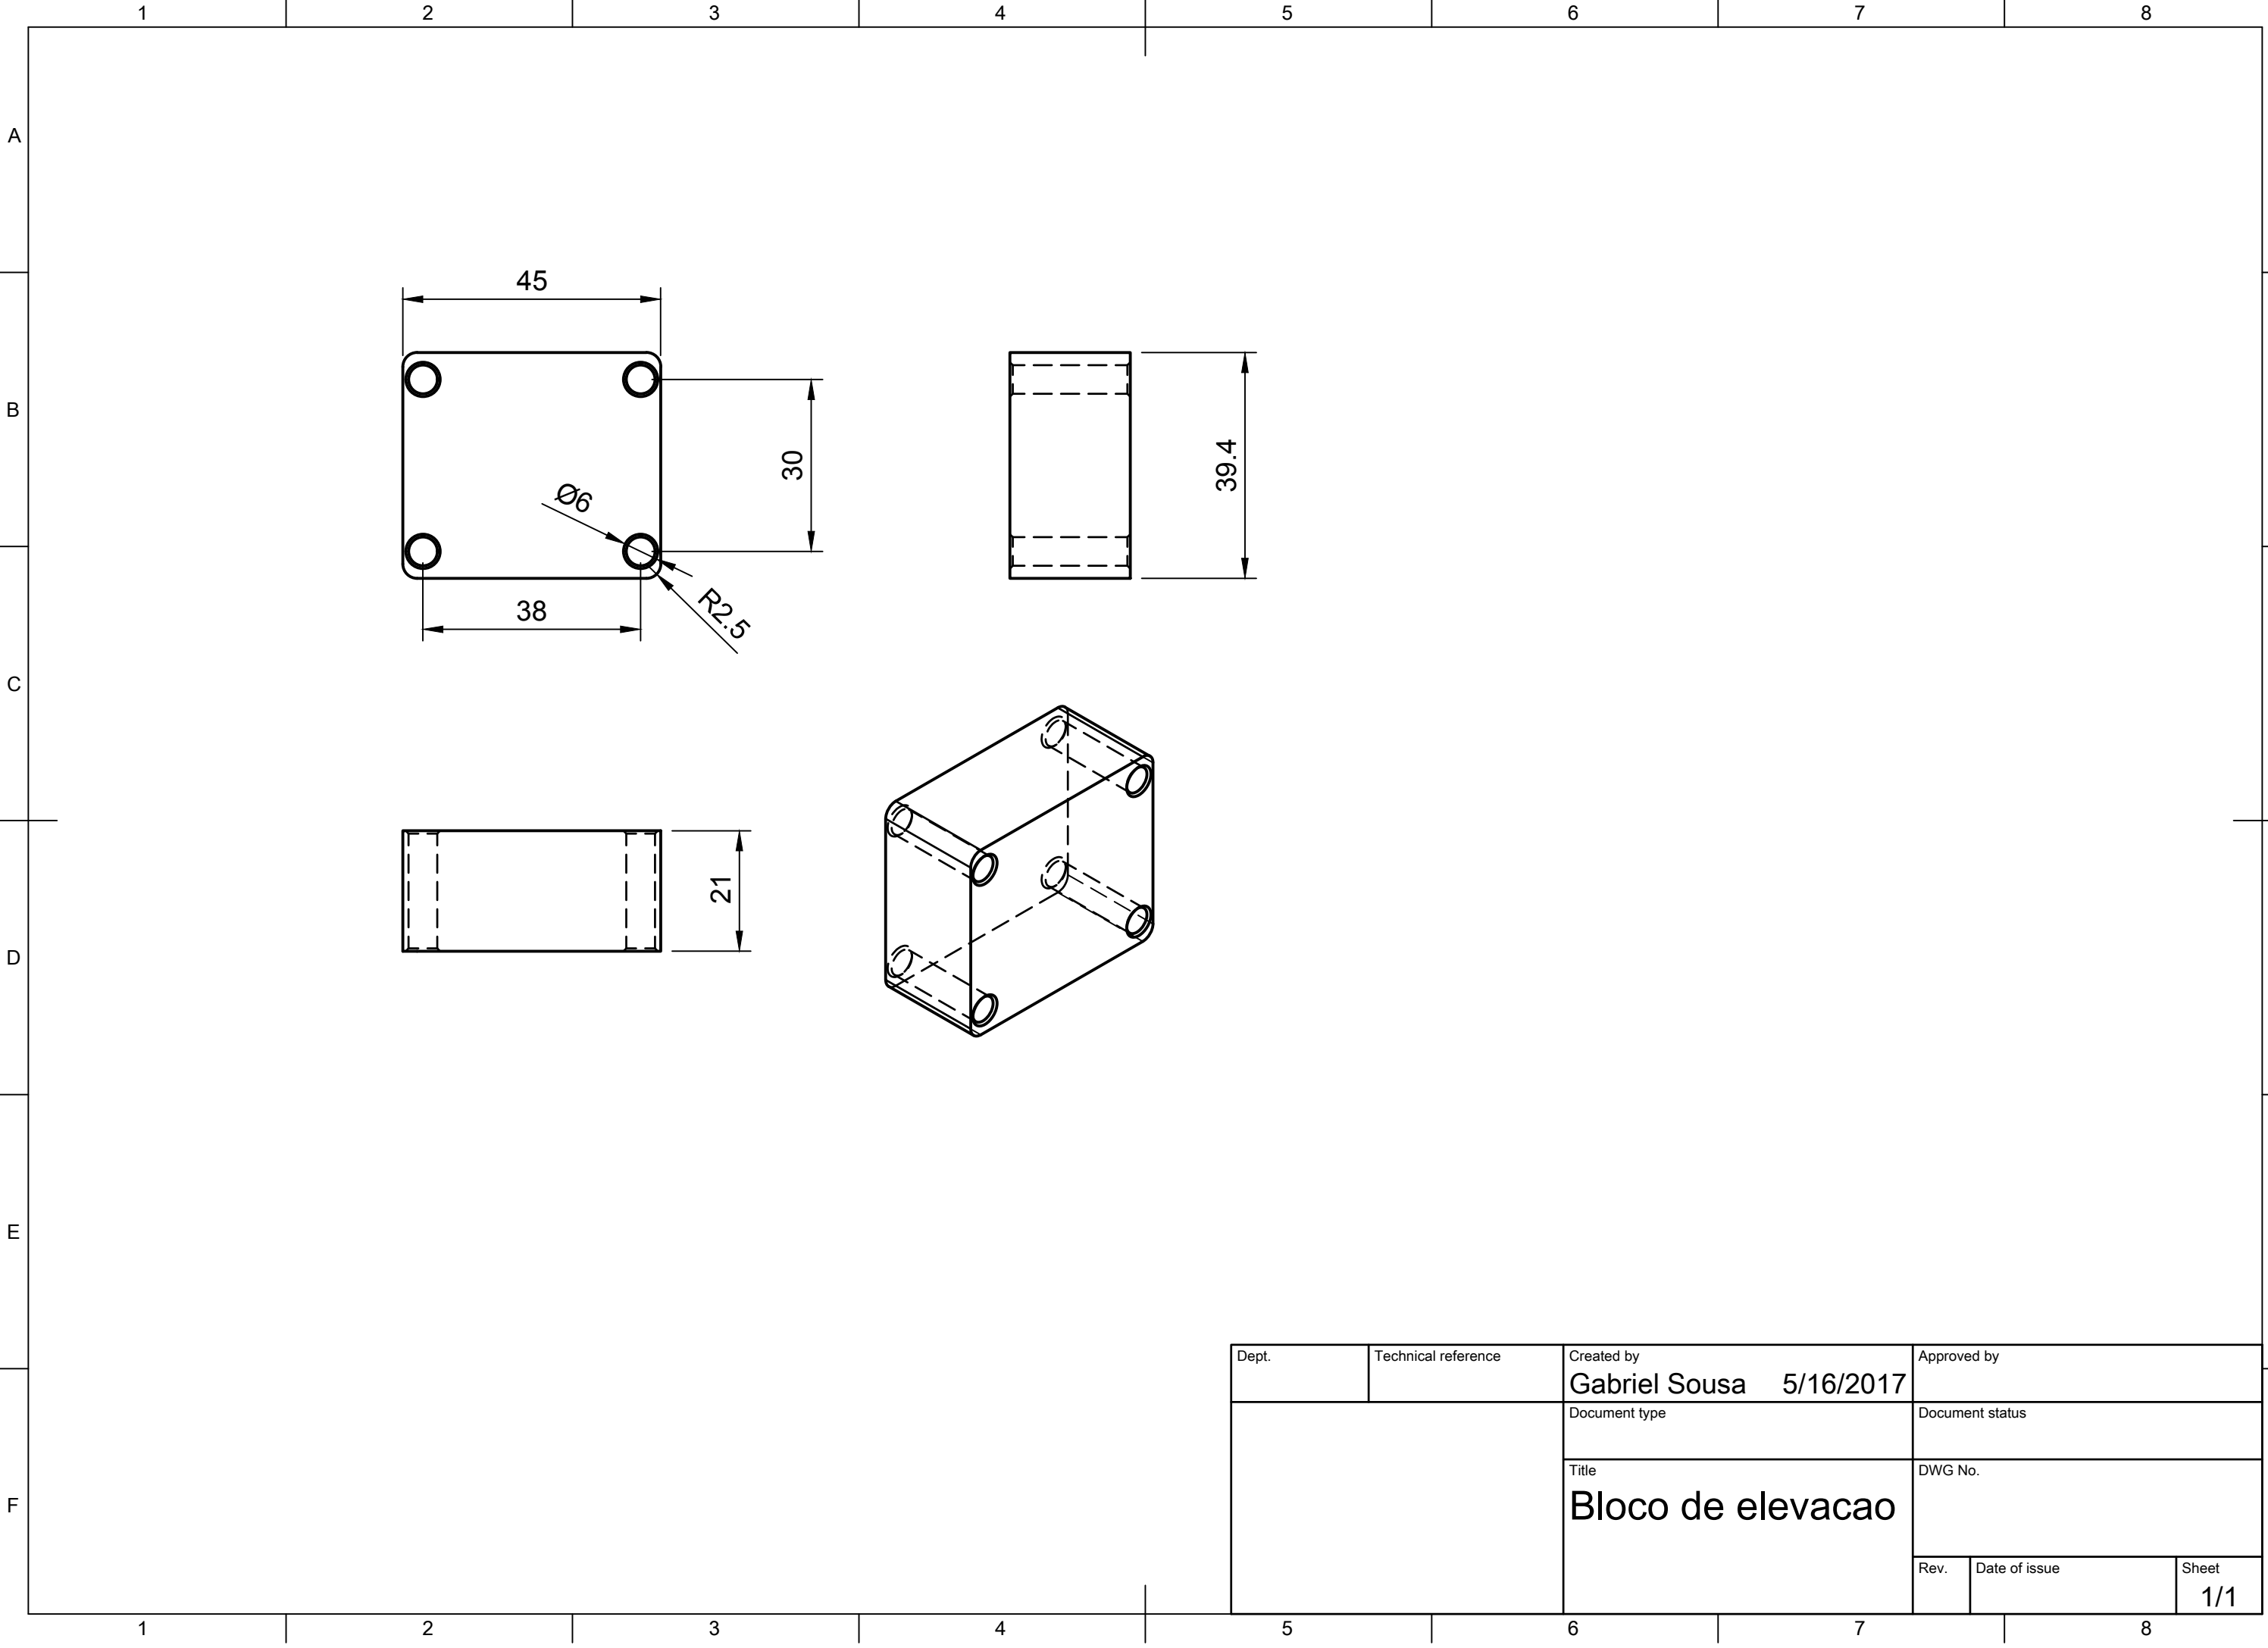 1 2 3 4 5 6 7 8
A
B
C
D
E
F
45
30
Ø6
38
R2.5
39.4
21
Dept.
Technical reference
Created by
Gabriel Sousa 5/16/2017
Approved by
Document type
Document status
Title
Bloco de elevacao
DWG No.
Rev.
Date of issue
Sheet
1/1
1 2 3 4 5 6 7 8